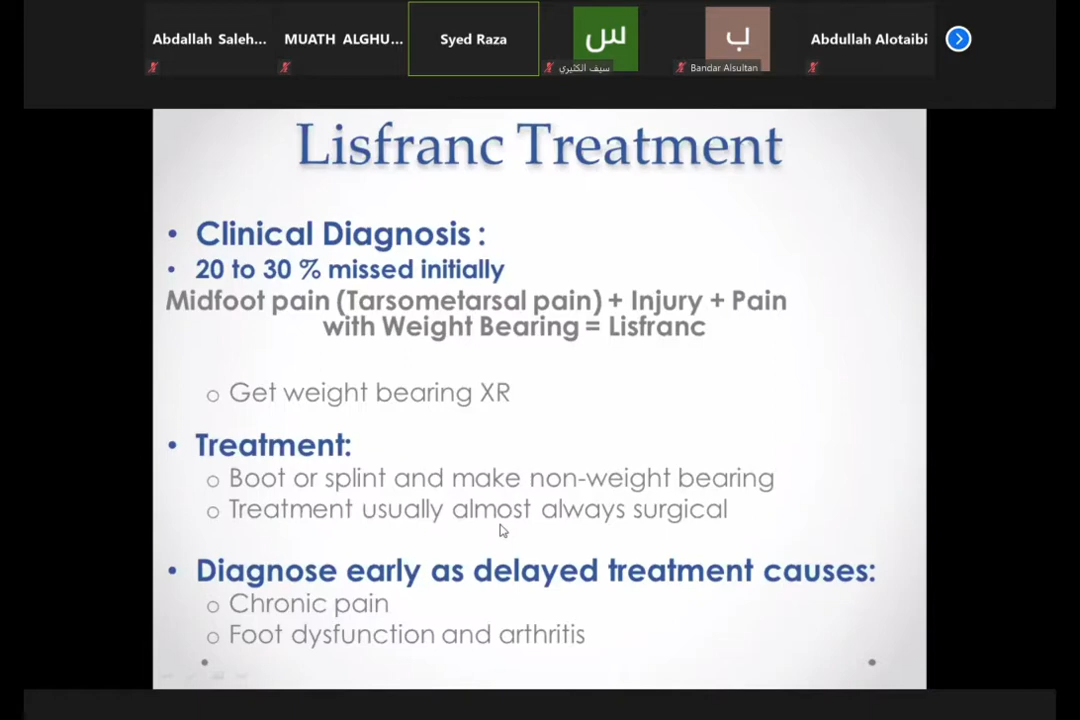 Abdallah Saleh...
MUATH ALGHU...
Syed Raza
س
سيف الكثيري
ب
Bandar Alsultan
Abdullah Alotaibi
Lisfranc Treatment
• Clinical Diagnosis :
• 20 to 30 % missed initially
Midfoot pain (Tarsometarsal pain) + Injury + Pain
with Weight Bearing = Lisfranc
o Get weight bearing XR
• Treatment:
o Boot or splint and make non-weight bearing
o Treatment usually almost always surgical
• Diagnose early as delayed treatment causes:
o Chronic pain
o Foot dysfunction and arthritis